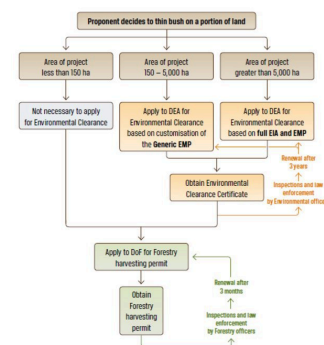 Proponent decides to thin bush on a portion of land
Area of project
less than 150 ha
Area of project
150 – 5,000 ha
Area of project
greater than 5,000 ha
Not necessary to apply
for Environmental Clearance
Apply to DEA for
Environmental Clearance
based on customisation of
the Generic EMP
Apply to DEA for
Environmental Clearance
based on full EIA and EMP
Renewal after
3 years
Obtain Environmental
Clearance Certificate
Inspections and law
enforcement
by Environmental office
Apply to DoF for Forestry
harvesting permit
Renewal after
3 months
Obtain
Forestry
harvesting
permit
Inspections and law
enforcement
by Forestry officers